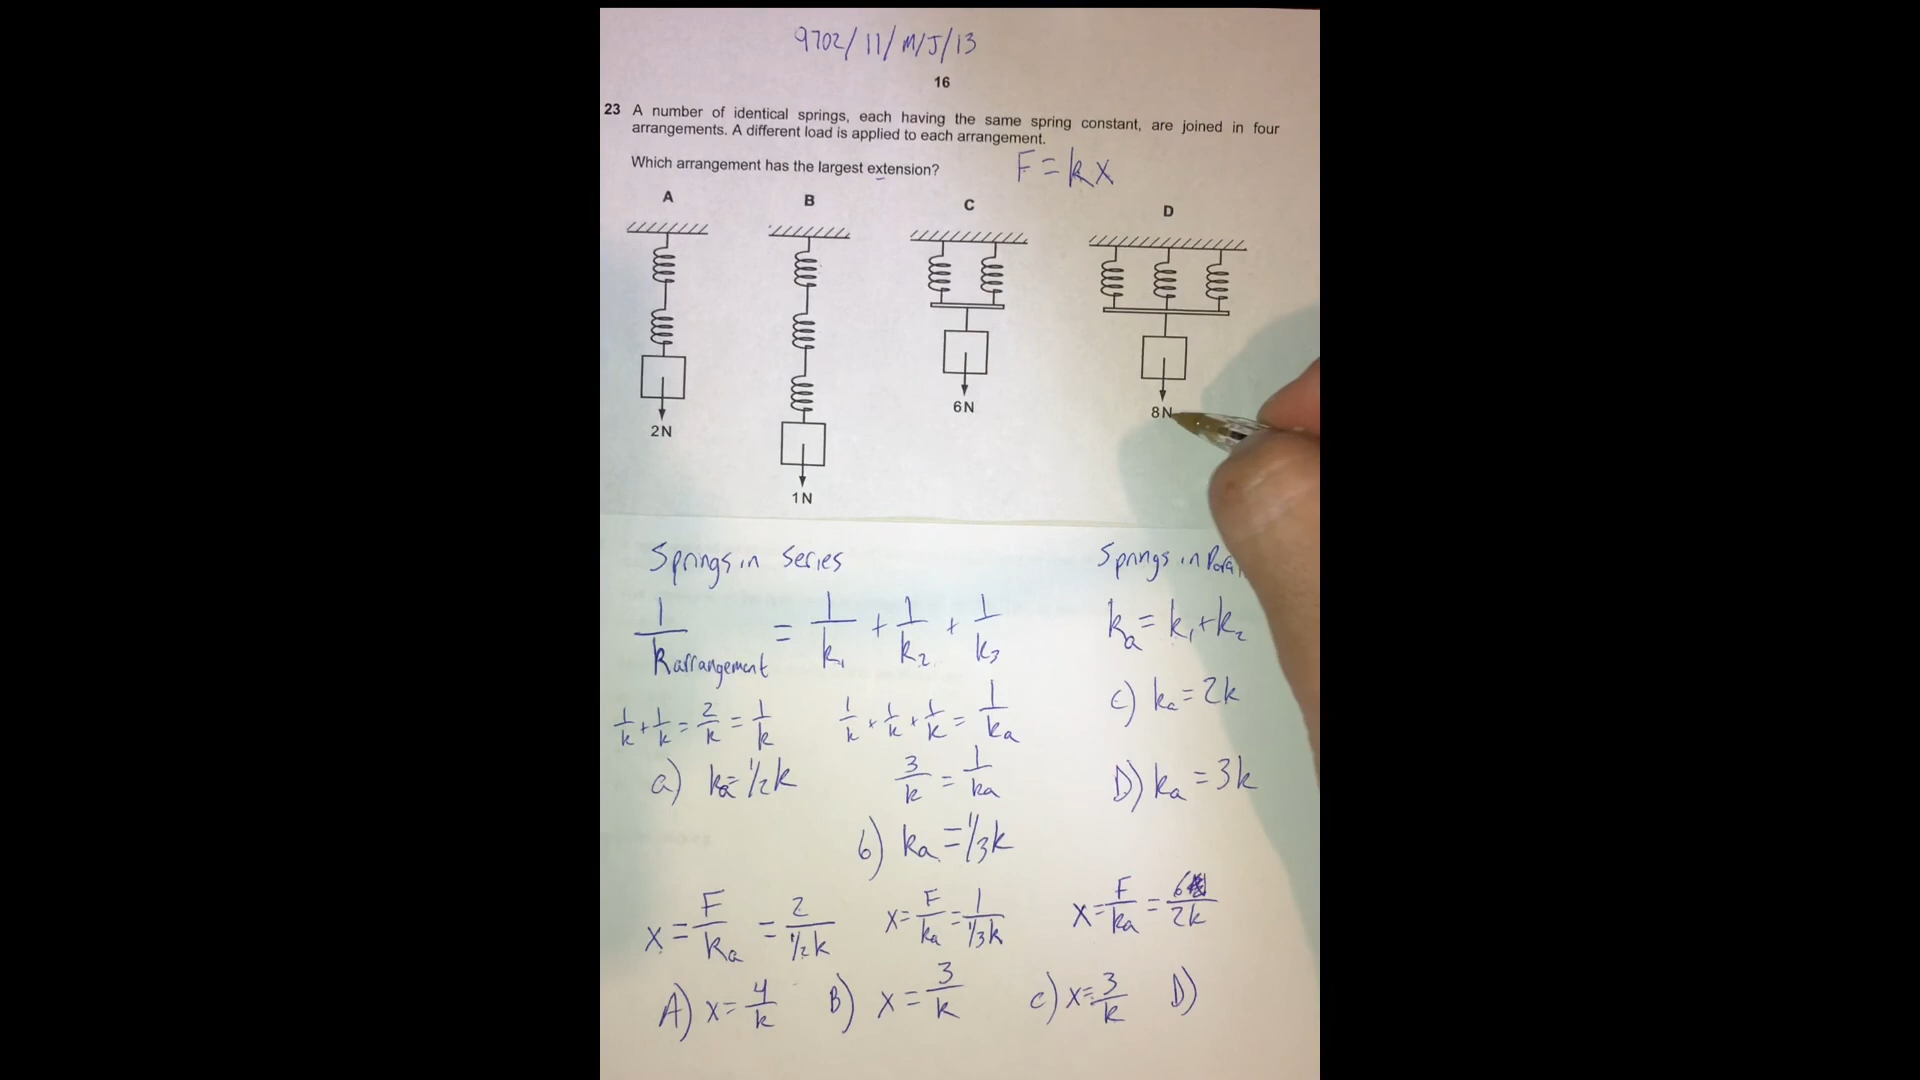 9702/11/M/J/13
16
23 A number of identical springs, each having the same spring constant, are joined in four
arrangements. A different load is applied to each arrangement.
Which arrangement has the largest extension?
F = kx
A B C D
6N
8N
2N
1N
Springs in Series
Springs in Para
1/Karrangement = 1/k1 + 1/k2 + 1/k3
ka = k1+k2
1/k + 1/k = 2/k = 1/k
1/k + 1/k + 1/k = 1/ka
c) ka = 2k
a) ka = 1/2k
3/k = 1/ka
D) ka = 3k
b) ka = 1/3k
x = F/ka = 2/(1/2k)
x = F/ka = 1/(1/3k)
x = F/ka = 6/2k
A) x = 4/k
B) x = 3/k
c) x = 3/k
D)